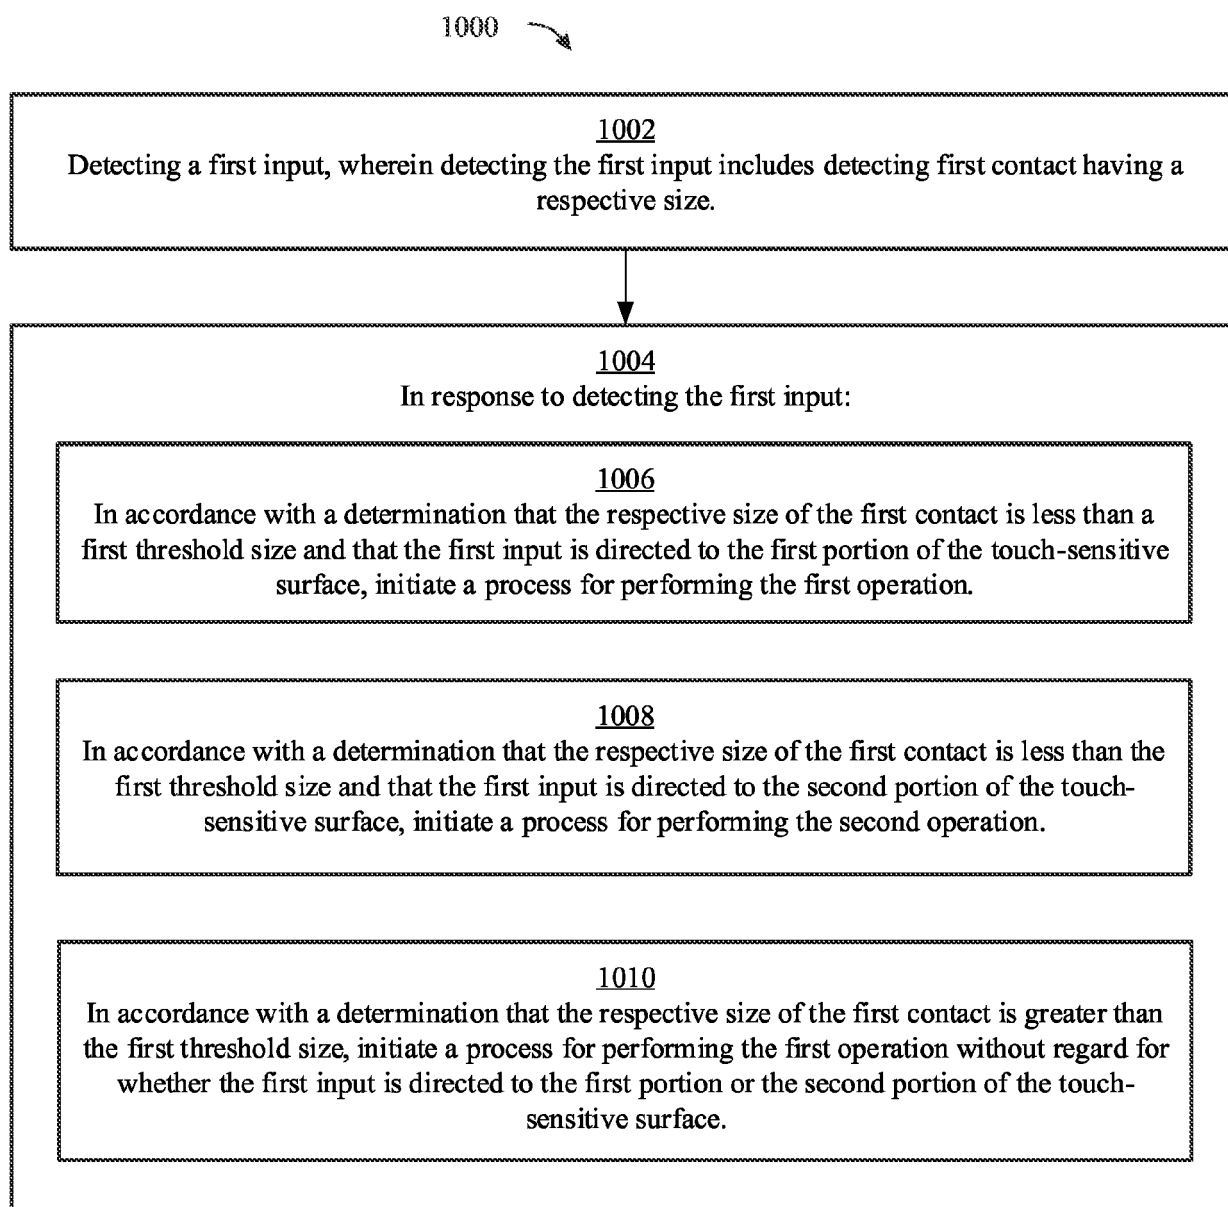 1000
1002
Detecting a first input, wherein detecting the first input includes detecting first contact having a
respective size.
1004
In response to detecting the first input:
1006
In accordance with a determination that the respective size of the first contact is less than a
first threshold size and that the first input is directed to the first portion of the touch-sensitive
surface, initiate a process for performing the first operation.
1008
In accordance with a determination that the respective size of the first contact is less than the
first threshold size and that the first input is directed to the second portion of the touch-
sensitive surface, initiate a process for performing the second operation.
1010
In accordance with a determination that the respective size of the first contact is greater than
the first threshold size, initiate a process for performing the first operation without regard for
whether the first input is directed to the first portion or the second portion of the touch-
sensitive surface.